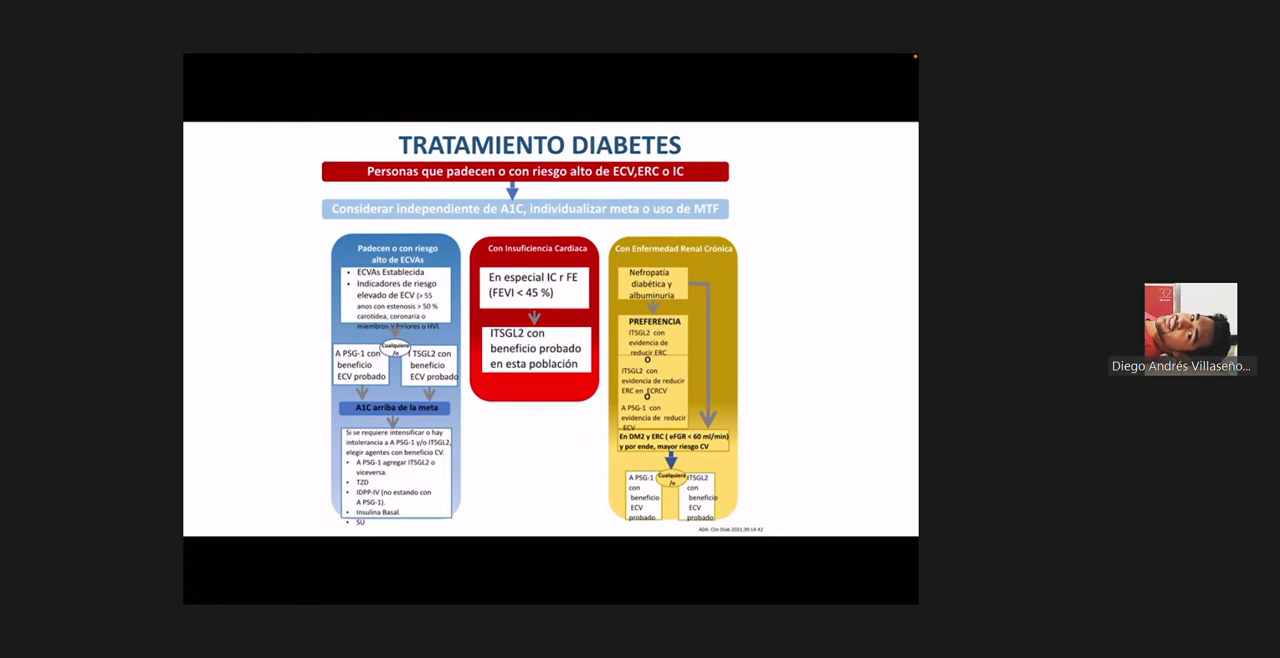 TRATAMIENTO DIABETES
Personas que padecen o con riesgo alto de ECV,ERC o IC
Considerar independiente de A1C, individualizar meta o uso de MTF
Padecen o con riesgo
alto de ECVAs
• ECVAs Establecida
• Indicadores de riesgo
elevado de ECV (> 55
anos con estenosis > 50 %
carotídea, coronaria o
miembros inferiores o HVI.
Cualquiera
/o
A PSG-1 con
beneficio
ECV probado
ITSGL2 con
beneficio
ECV probado
A1C arriba de la meta
Si se requiere intensificar o hay
intolerancia a A PSG-1 y/o ITSGL2,
elegir agentes con beneficio CV.
• A PSG-1 agregar ITSGL2 o
viceversa.
• TZD
• IDPP-IV (no estando con
A PSG-1).
• Insulina Basal.
• SU
Con Insuficiencia Cardiaca
En especial IC r FE
(FEVI < 45 %)
ITSGL2 con
beneficio probado
en esta población
Con Enfermedad Renal Crónica
Nefropatía
diabética y
albuminuria
PREFERENCIA
ITSGL2 con
evidencia de
reducir ERC
O
ITSGL2 con
evidencia de reducir
ERC en ECRCV
O
A PSG-1 con
evidencia de reducir
ECV
En DM2 y ERC ( eFGR < 60 ml/min)
y por ende, mayor riesgo CV
A PSG-1
con
beneficio
ECV
probado
Cualquiera
/o
ITSGL2
con
beneficio
ECV
probado
ADA. Clin Diab 2021;39:14-42
32
Diego Andrés Villaseño...